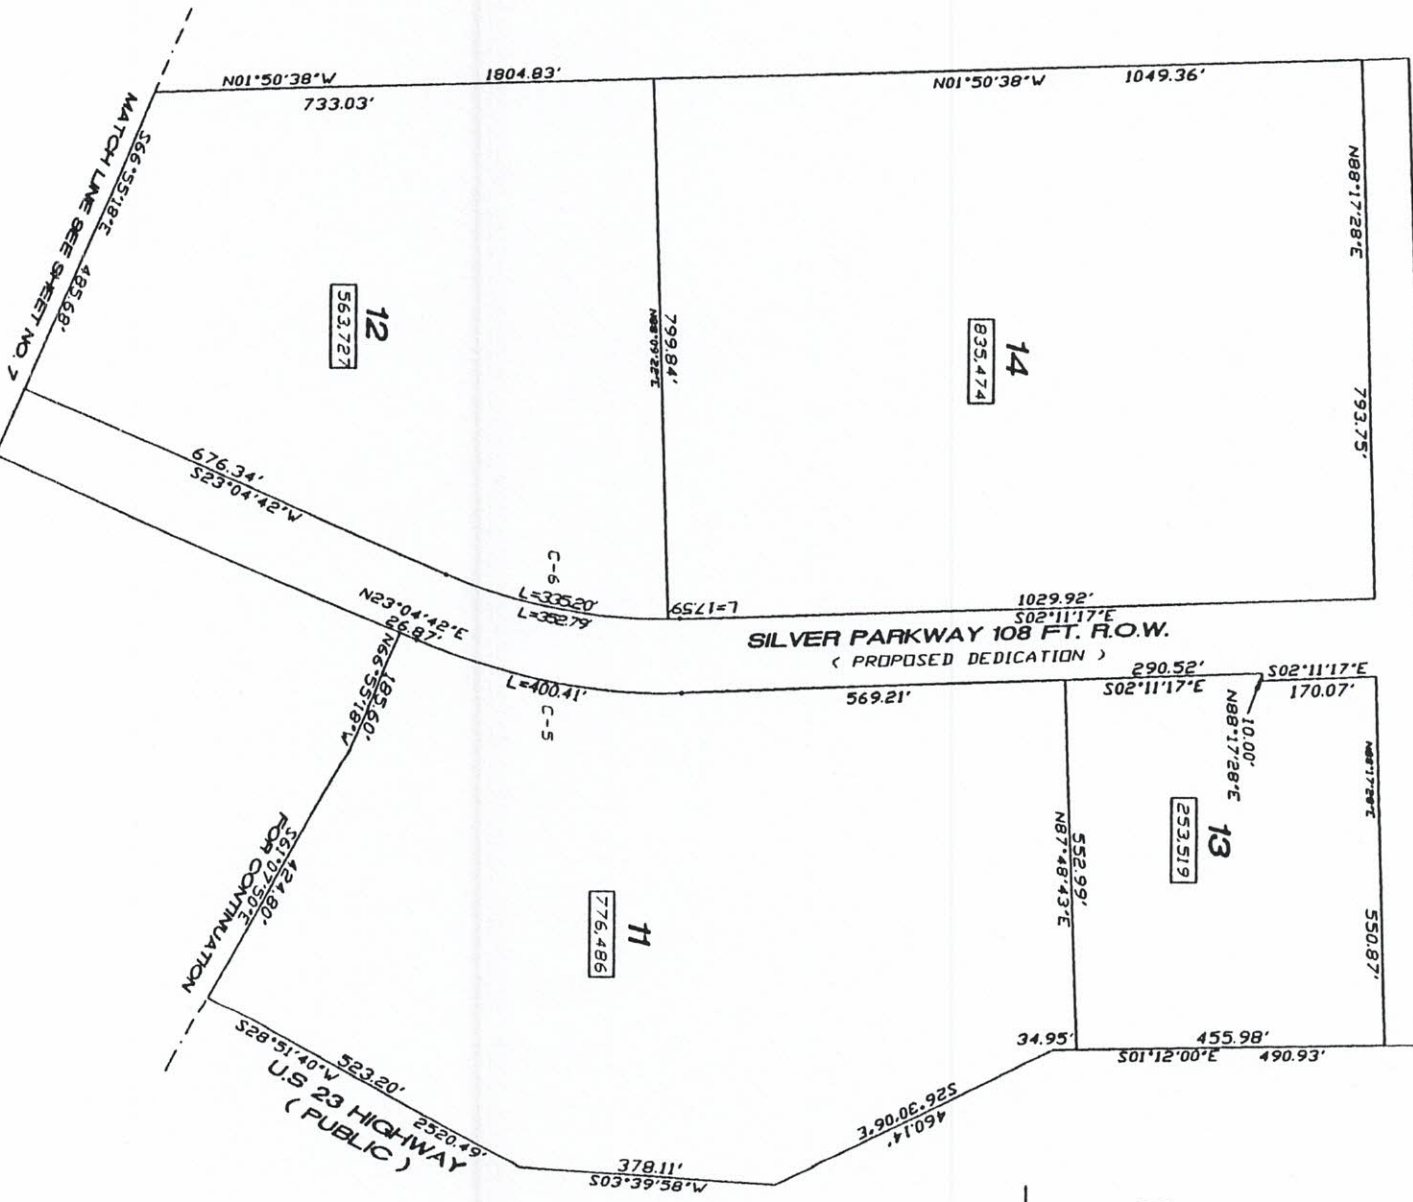 N01°50'38"W
1804.83'
733.03'
N01°50'38"W
1049.36'
MATCH LINE SEE SHEET NO. 7
S66°55'18"E
485.68'
12
563,727
799.84'
N88°09'22"E
14
835,474
N88°17'28"E
793.75'
676.34'
S23°04'42"W
C-6
L=335.20'
L=352.79'
L=17.59
1029.92'
S02°11'17"E
SILVER PARKWAY 108 FT. R.O.W.
( PROPOSED DEDICATION )
N23°04'42"E
26.87'
L=400.41'
C-5
569.21'
290.52'
S02°11'17"E
S02°11'17"E
170.07'
10.00'
N88°17'28"E
185.60'
N66°55'18"W
424.80'
S61°07'50"E
FOR CONTINUATION
11
776,486
552.99'
N87°48'43"E
13
253,519
N88°17'28"E
550.87'
34.95'
455.98'
S01°12'00"E
490.93'
S26°30'06"E
460.14'
523.20'
S28°51'40"W
2520.49'
U.S 23 HIGHWAY
( PUBLIC )
378.11'
S03°39'58"W